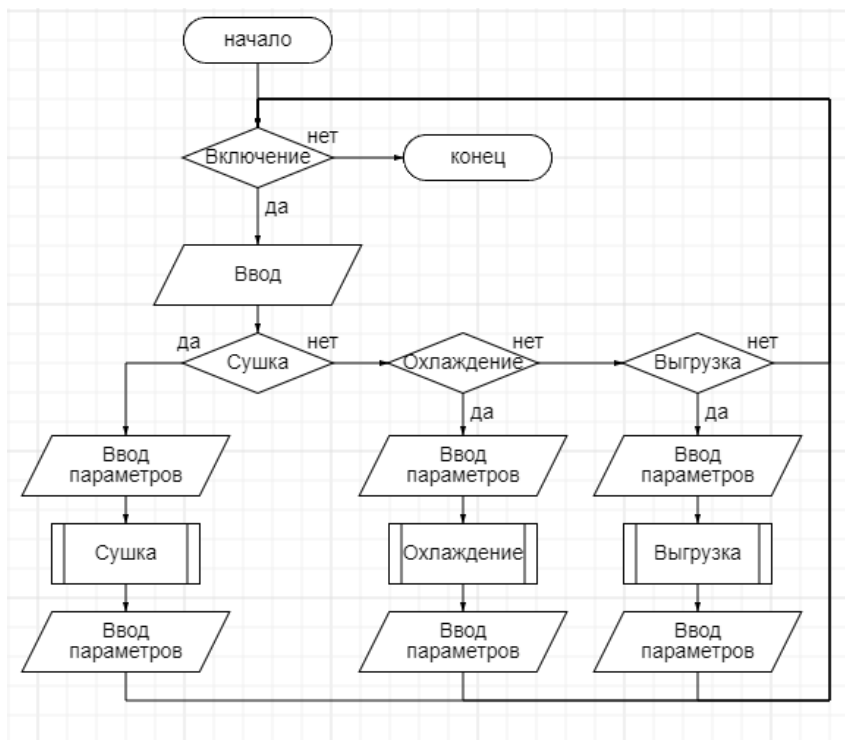 начало
нет
Включение
конец
да
Ввод
да
Сушка
нет
Охлаждение
нет
Выгрузка
нет
да
да
Ввод
параметров
Ввод
параметров
Ввод
параметров
Сушка
Охлаждение
Выгрузка
Ввод
параметров
Ввод
параметров
Ввод
параметров